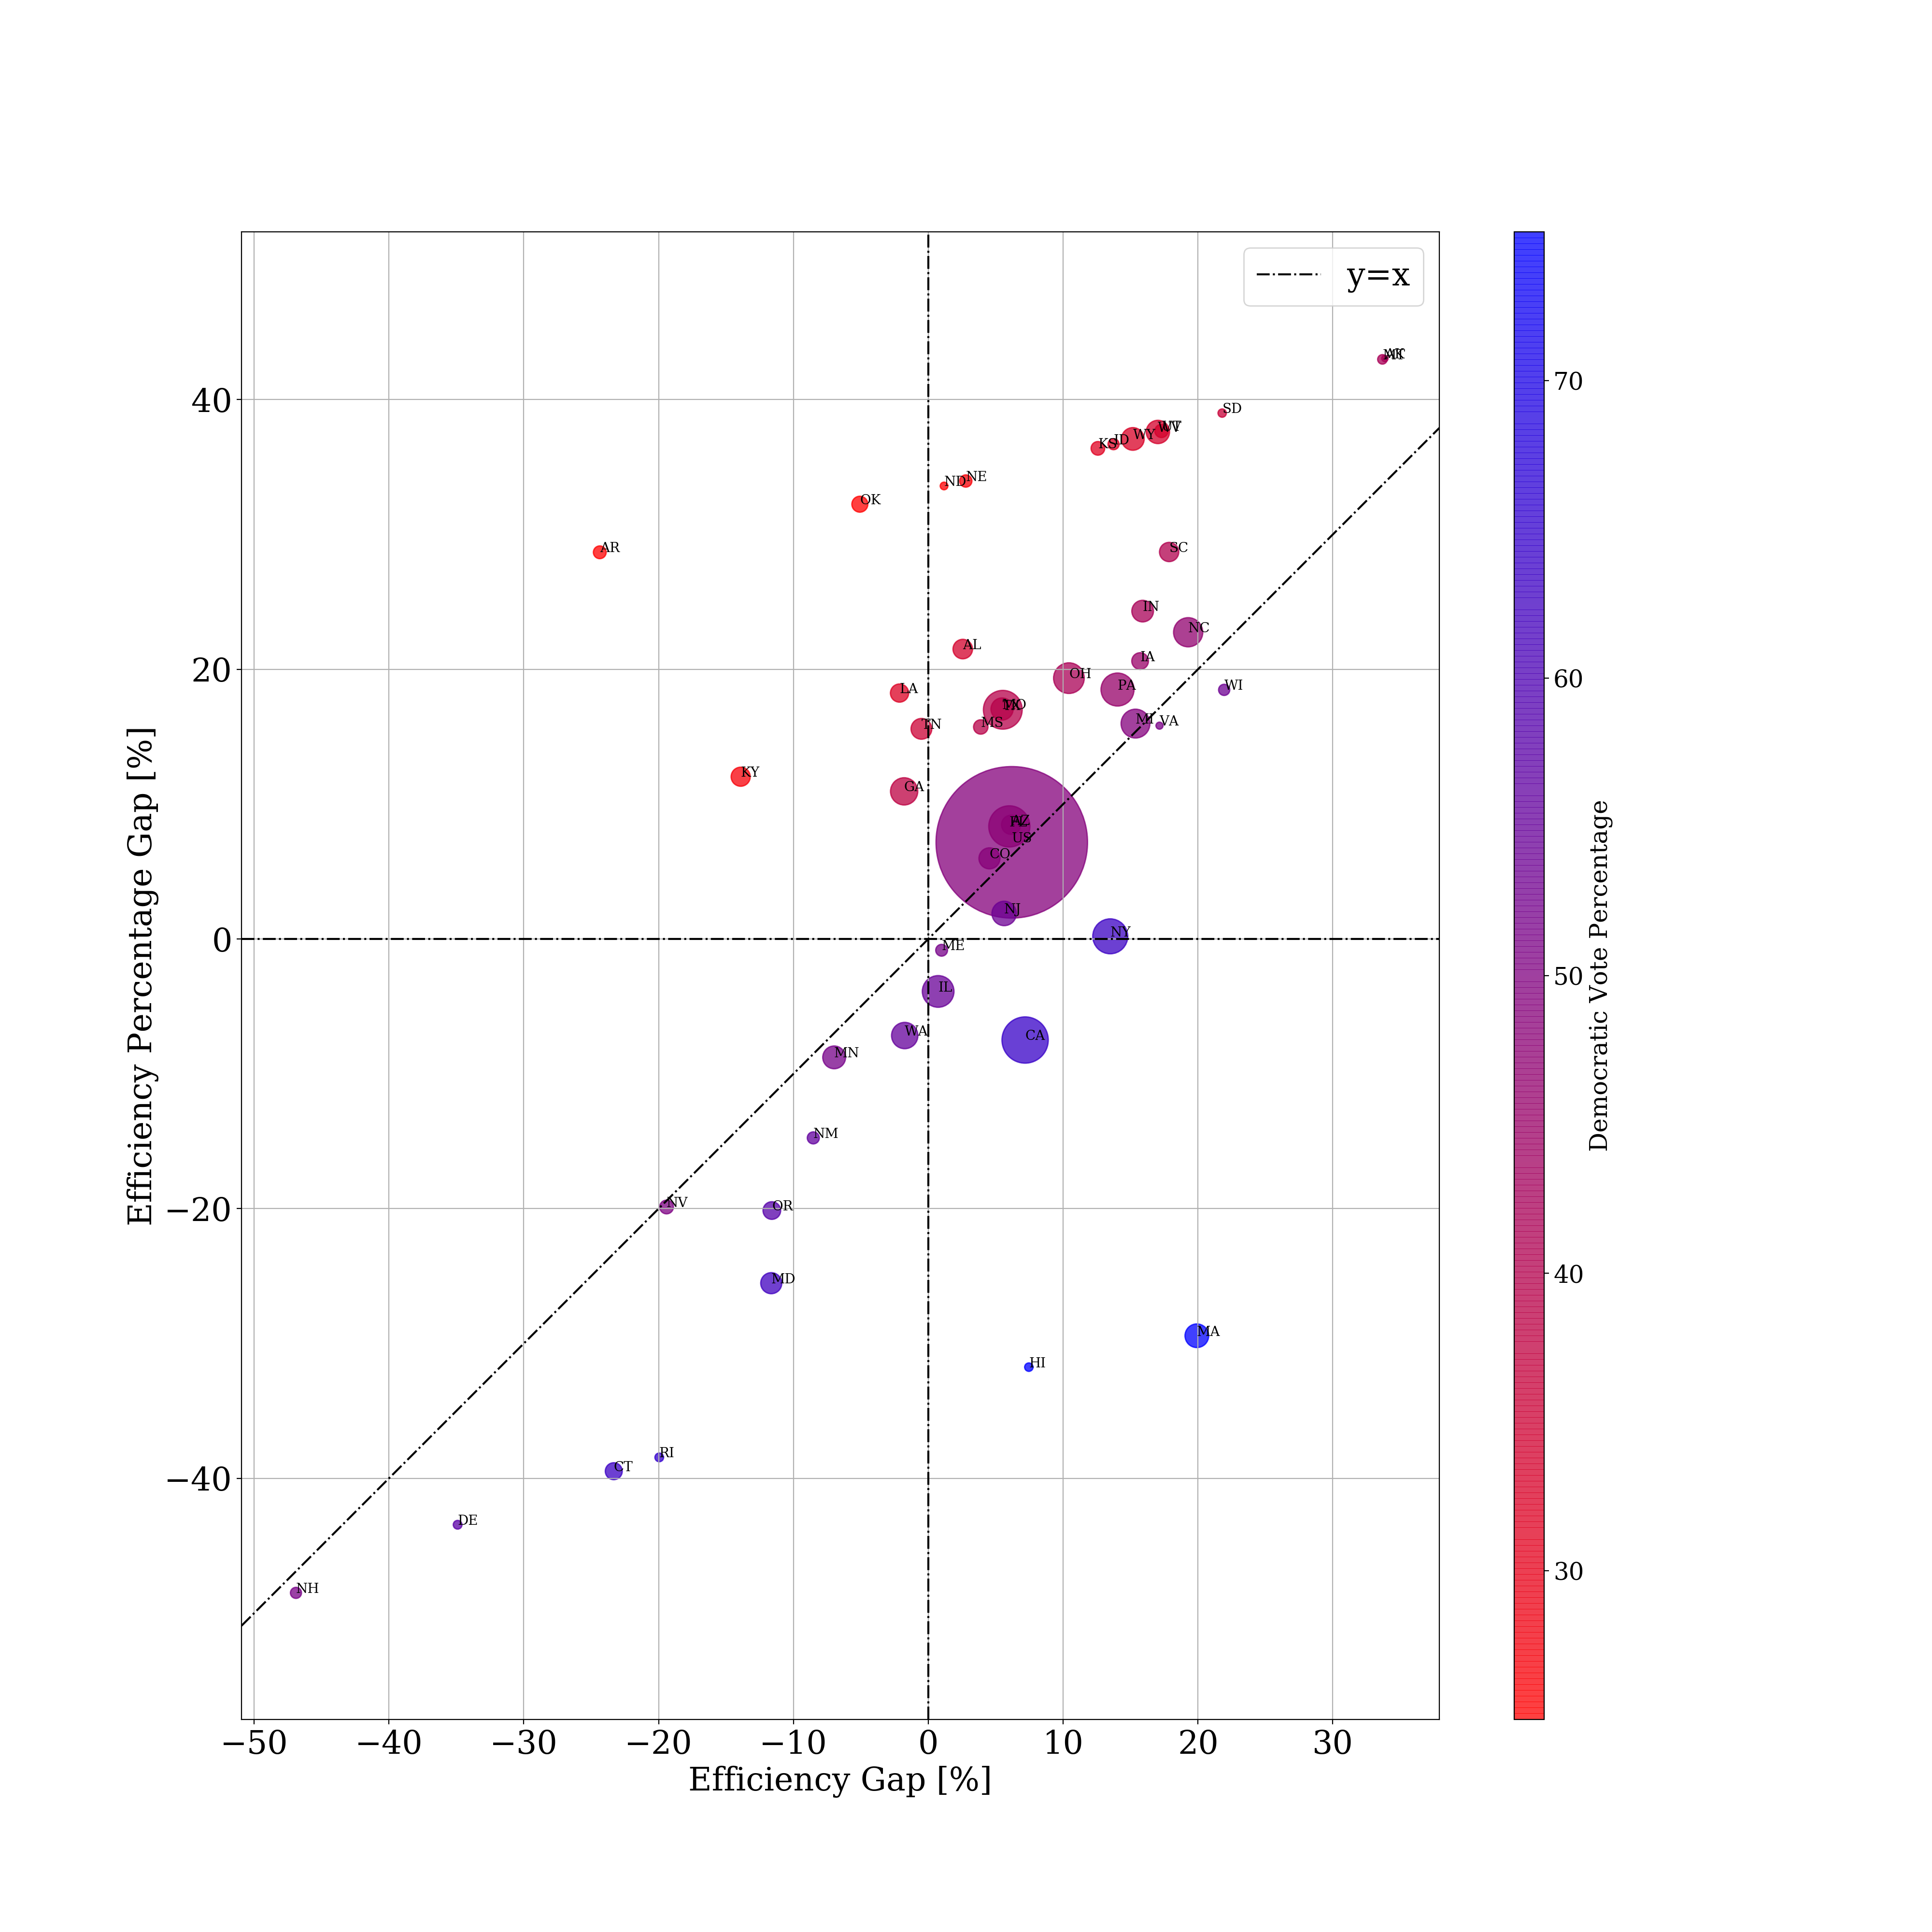 y=x
Efficiency Percentage Gap [%]
40
20
0
−20
−40
−50
−40
−30
−20
−10
0
10
20
30
Efficiency Gap [%]
70
60
50
40
30
Democratic Vote Percentage
SD
KS
ID
WY
ND
NE
OK
AR
SC
IN
NC
AL
IA
OH
LA
PA
WI
MS
TN
MI
VA
KY
GA
AZ
US
CO
NJ
NY
ME
IL
WA
CA
MN
NM
NV
OR
MD
MA
HI
RI
CT
DE
NH